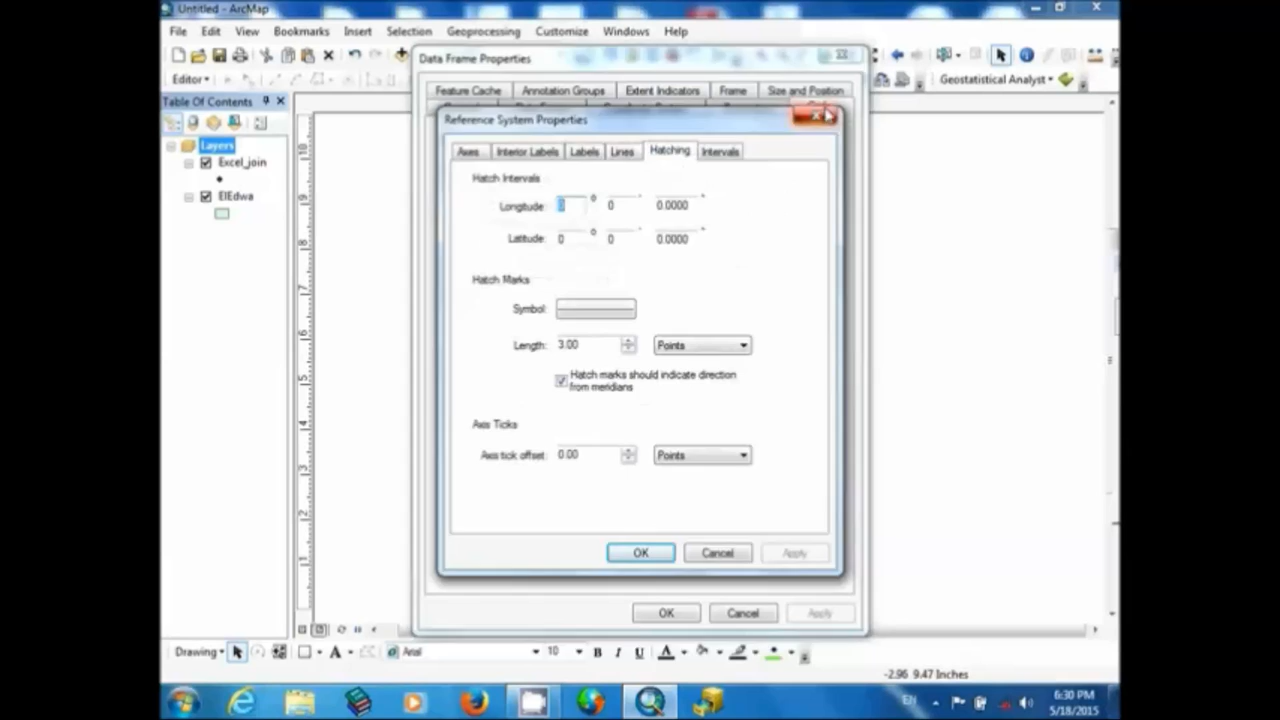 Untitled - ArcMap
File Edit View Bookmarks Insert Selection Geoprocessing Customize Windows Help
Data Frame Properties
Editor
Geostatistical Analyst
Feature Cache Annotation Groups Extent Indicators Frame Size and Position
Table Of Contents
Reference System Properties
Layers
Axes Interior Labels Labels Lines Hatching Intervals
Excel_join
ElEdwa
Hatch Intervals
Longitude: 0 ° 0 ' 0.0000 "
Latitude: 0 ° 0 ' 0.0000 "
Hatch Marks
Symbol:
Length: 3.00 Points
Hatch marks should indicate direction
from meridians
Axis Ticks
Axis tick offset: 0.00 Points
OK Cancel Apply
OK Cancel Apply
Drawing A Arial 10 B I U A
-2.96 9.47 Inches
EN
6:30 PM
5/18/2015